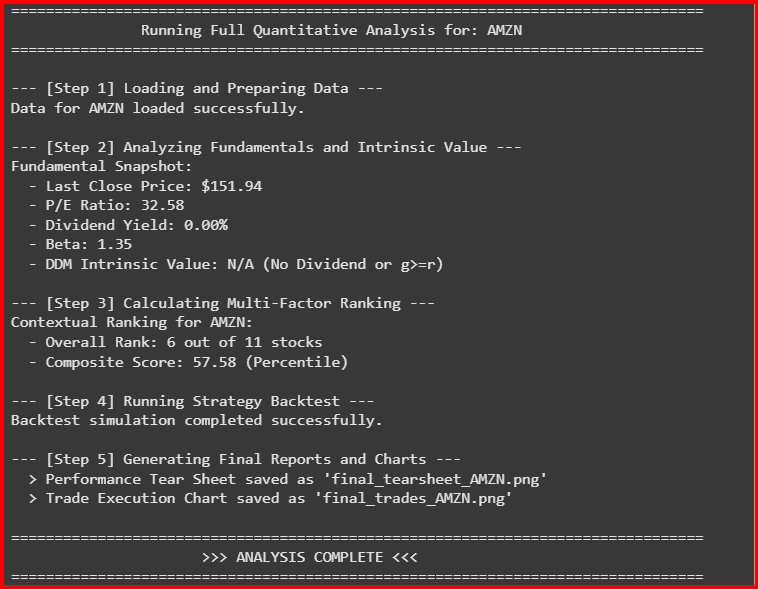 ================================================================================
Running Full Quantitative Analysis for: AMZN
================================================================================
--- [Step 1] Loading and Preparing Data ---
Data for AMZN loaded successfully.
--- [Step 2] Analyzing Fundamentals and Intrinsic Value ---
Fundamental Snapshot:
- Last Close Price: $151.94
- P/E Ratio: 32.58
- Dividend Yield: 0.00%
- Beta: 1.35
- DDM Intrinsic Value: N/A (No Dividend or g>=r)
--- [Step 3] Calculating Multi-Factor Ranking ---
Contextual Ranking for AMZN:
- Overall Rank: 6 out of 11 stocks
- Composite Score: 57.58 (Percentile)
--- [Step 4] Running Strategy Backtest ---
Backtest simulation completed successfully.
--- [Step 5] Generating Final Reports and Charts ---
> Performance Tear Sheet saved as 'final_tearsheet_AMZN.png'
> Trade Execution Chart saved as 'final_trades_AMZN.png'
================================================================================
>>> ANALYSIS COMPLETE <<<
================================================================================